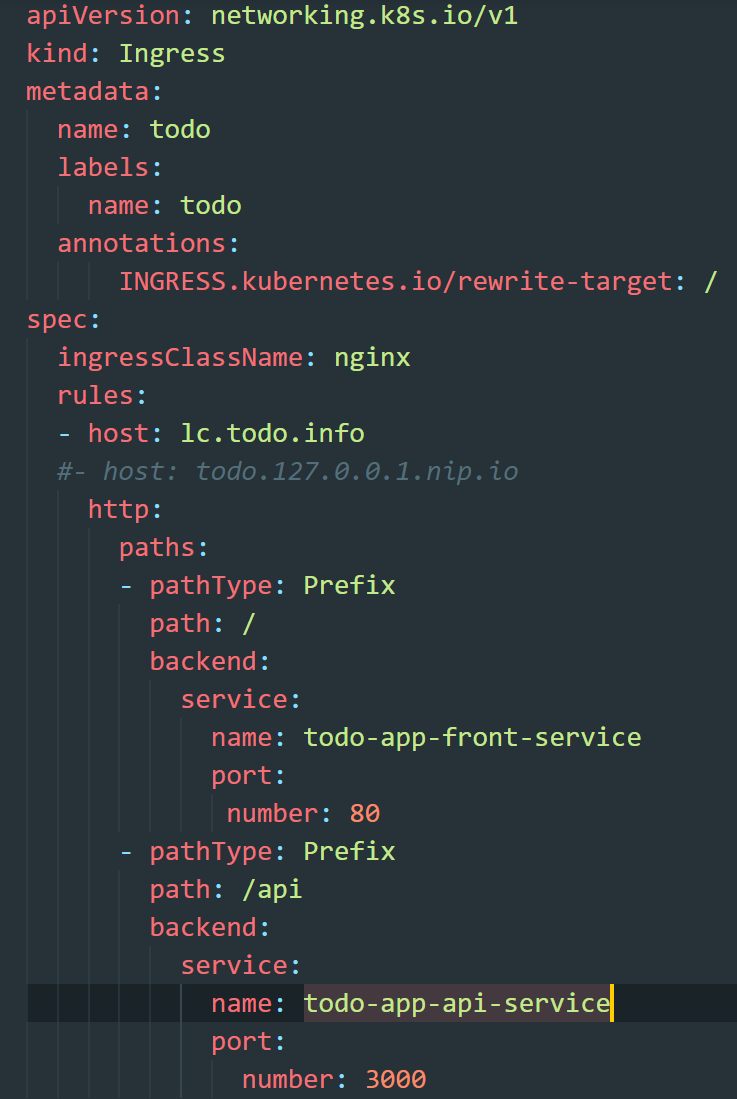 apiVersion: networking.k8s.io/v1
kind: Ingress
metadata:
  name: todo
  labels:
    name: todo
  annotations:
      INGRESS.kubernetes.io/rewrite-target: /
spec:
  ingressClassName: nginx
  rules:
  - host: lc.todo.info
  #- host: todo.127.0.0.1.nip.io
    http:
      paths:
      - pathType: Prefix
        path: /
        backend:
          service:
            name: todo-app-front-service
            port:
             number: 80
      - pathType: Prefix
        path: /api
        backend:
          service:
            name: todo-app-api-service
            port:
              number: 3000